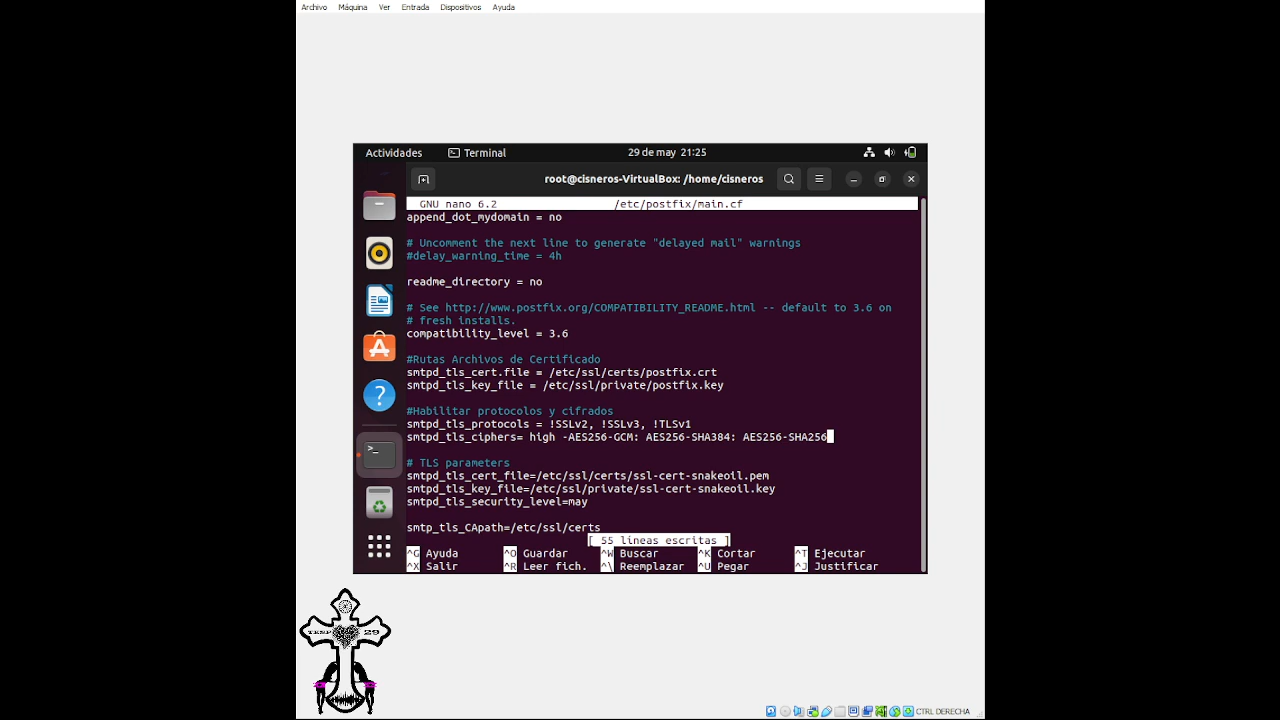 Archivo Máquina Ver Entrada Dispositivos Ayuda
Actividades Terminal 29 de may 21:25
root@cisneros-VirtualBox: /home/cisneros
GNU nano 6.2 /etc/postfix/main.cf
append_dot_mydomain = no
# Uncomment the next line to generate "delayed mail" warnings
#delay_warning_time = 4h
readme_directory = no
# See http://www.postfix.org/COMPATIBILITY_README.html -- default to 3.6 on
# fresh installs.
compatibility_level = 3.6
#Rutas Archivos de Certificado
smtpd_tls_cert.file = /etc/ssl/certs/postfix.crt
smtpd_tls_key_file = /etc/ssl/private/postfix.key
#Habilitar protocolos y cifrados
smtpd_tls_protocols = !SSLv2, !SSLv3, !TLSv1
smtpd_tls_ciphers= high -AES256-GCM: AES256-SHA384: AES256-SHA256
# TLS parameters
smtpd_tls_cert_file=/etc/ssl/certs/ssl-cert-snakeoil.pem
smtpd_tls_key_file=/etc/ssl/private/ssl-cert-snakeoil.key
smtpd_tls_security_level=may
smtp_tls_CApath=/etc/ssl/certs
[ 55 líneas escritas ]
^G Ayuda ^O Guardar ^W Buscar ^K Cortar ^T Ejecutar
^X Salir ^R Leer fich. ^\ Reemplazar ^U Pegar ^J Justificar
TESP 29
CTRL DERECHA